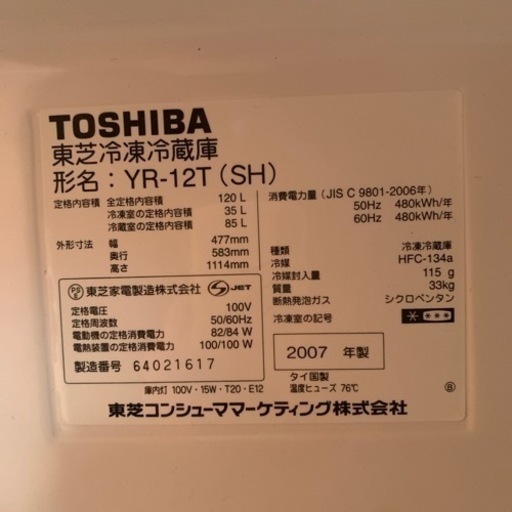 TOSHIBA
東芝冷凍冷蔵庫
形名：YR-12T（SH）
定格内容積 全定格内容積 120 L
冷凍室の定格内容積 35 L
冷蔵室の定格内容積 85 L
外形寸法 幅 477mm
奥行 583mm
高さ 1114mm
PS E 東芝家電製造株式会社 S JET
定格電圧 100V
定格周波数 50/60Hz
電動機の定格消費電力 82/84 W
電熱装置の定格消費電力 100/100 W
製造番号 64021617
消費電力量（JIS C 9801-2006年）
50Hz 480kWh/年
60Hz 480kWh/年
種類 冷凍冷蔵庫
冷媒 HFC-134a
冷媒封入量 115 g
質量 33kg
断熱発泡ガス シクロペンタン
冷凍室の記号
2007 年製
タイ国製
温度ヒューズ 76℃
庫内灯 100V・15W・T20・E12
東芝コンシューママーケティング株式会社